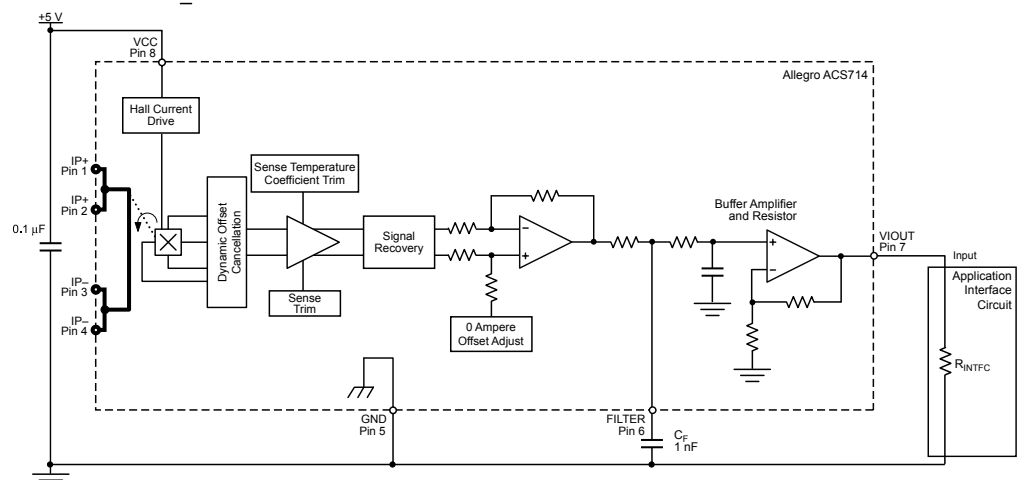 +5 V
VCC
Pin 8
Allegro ACS714
Hall Current
Drive
IP+
Pin 1
IP+
Pin 2
IP–
Pin 3
IP–
Pin 4
0.1 μF
Dynamic Offset
Cancellation
Sense Temperature
Coefficient Trim
Sense
Trim
Signal
Recovery
0 Ampere
Offset Adjust
Buffer Amplifier
and Resistor
VIOUT
Pin 7
Input
Application
Interface
Circuit
RINTFC
GND
Pin 5
FILTER
Pin 6
CF
1 nF